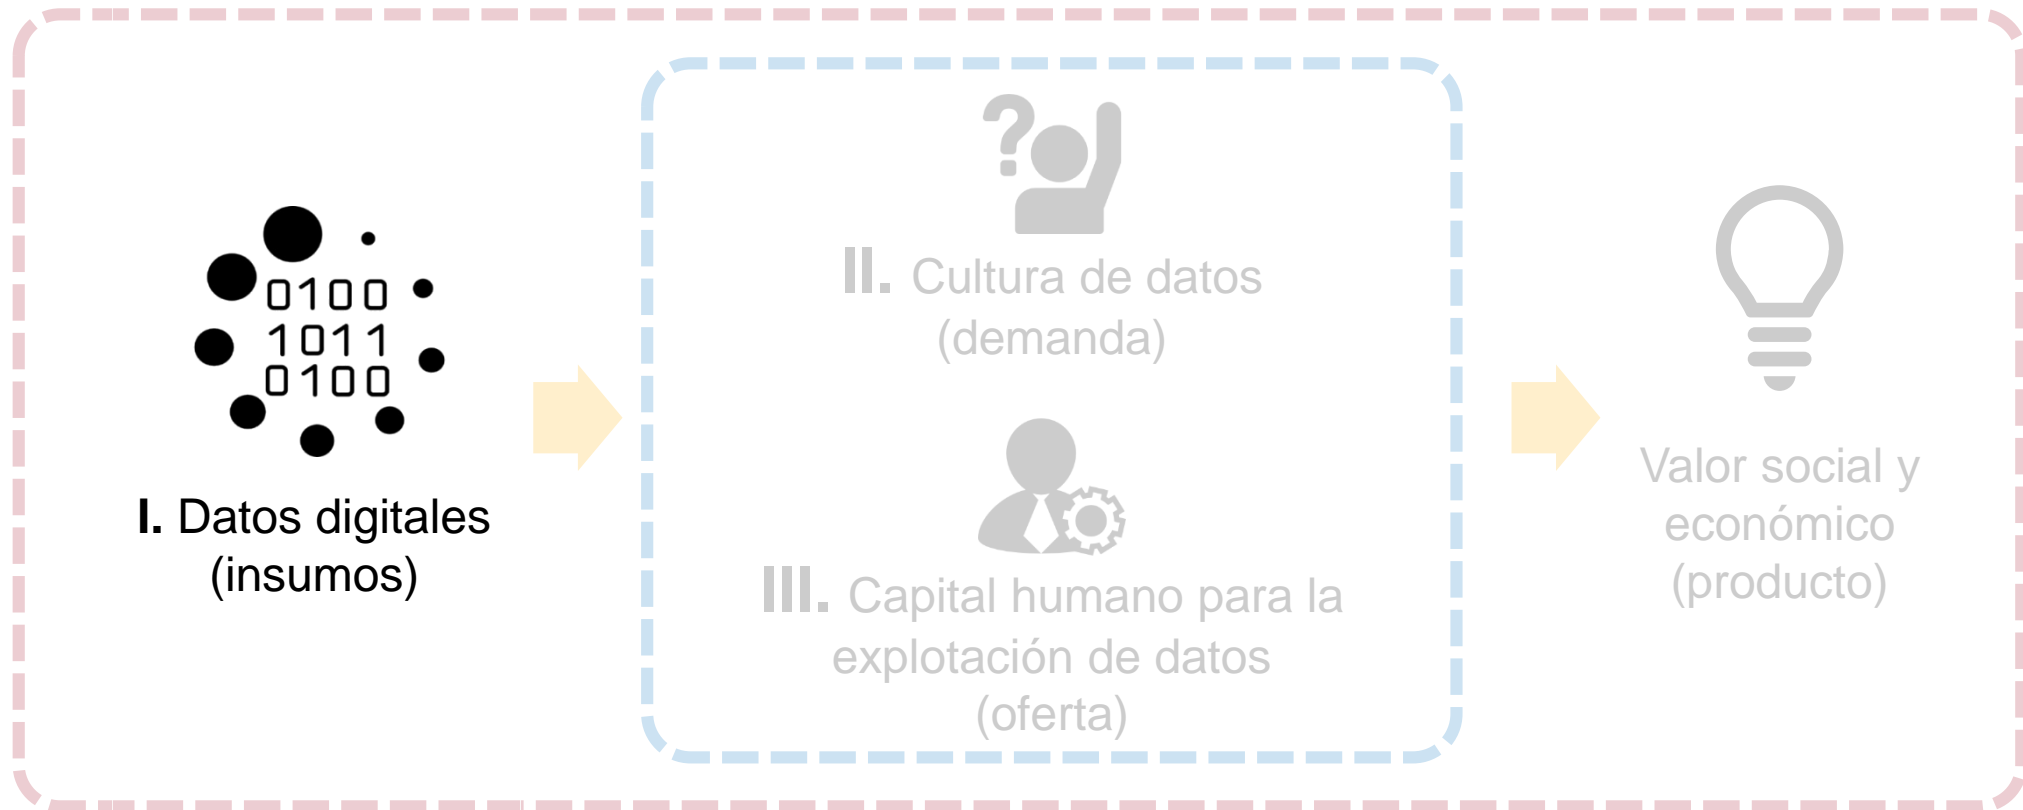 0100
1011
0100
I. Datos digitales
(insumos)
II. Cultura de datos
(demanda)
III. Capital humano para la
explotación de datos
(oferta)
Valor social y
económico
(producto)